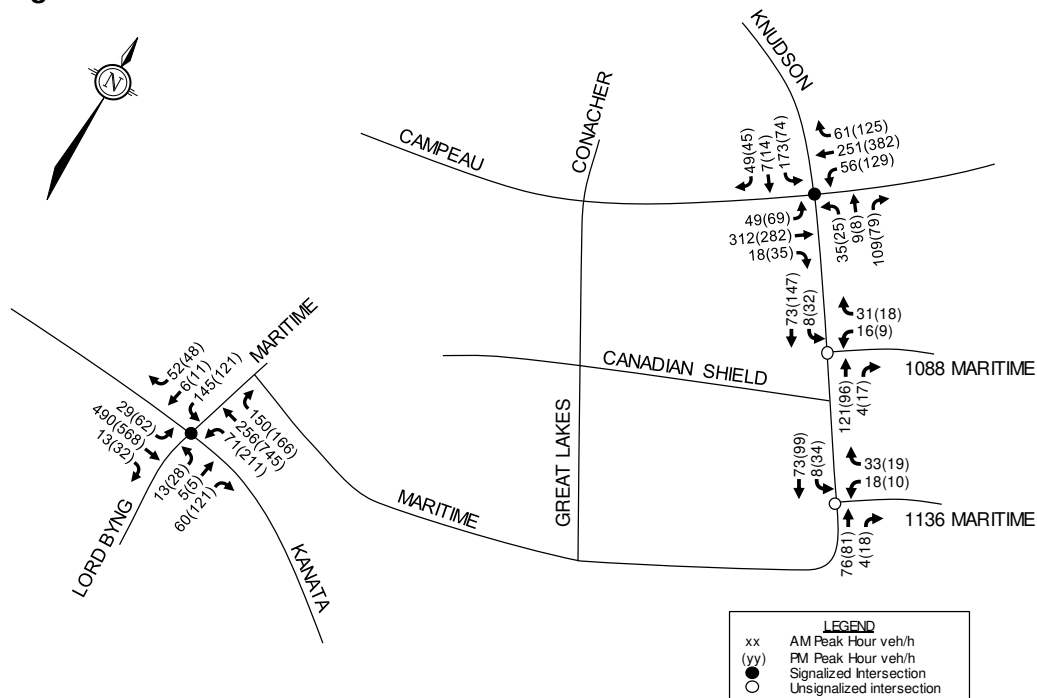 N
KNUDSON
CONACHER
CAMPEAU
49(45)
7(14)
173(74)
61(125)
251(382)
56(129)
49(69)
312(282)
18(35)
35(25)
9(8)
109(79)
73(147)
8(32)
31(18)
16(9)
1088 MARITIME
121(96)
4(17)
CANADIAN SHIELD
MARITIME
52(48)
6(11)
145(121)
29(62)
490(568)
13(32)
150(166)
256(745)
71(211)
13(28)
5(5)
60(121)
LORD BYNG
KANATA
MARITIME
GREAT LAKES
73(99)
8(34)
33(19)
18(10)
1136 MARITIME
76(81)
4(18)
LEGEND
xx AM Peak Hour veh/h
(yy) PM Peak Hour veh/h
Signalized Intersection
Unsignalized intersection